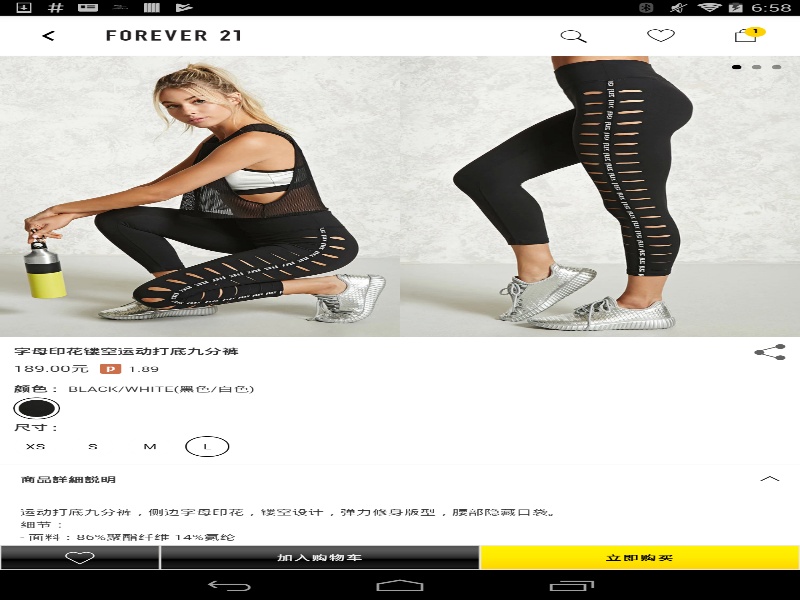 6:58
FOREVER 21
1
字母印花镂空运动打底九分裤
189.00元 P 1.89
顔色： BLACK/WHITE(黑色/白色)
尺寸：
XS S M L
商品詳細説明
运动打底九分裤，侧边字母印花，镂空设计，弹力修身版型，腰部隐藏口袋。
细节：
- 面料：86%聚酯纤维 14%氨纶
加入购物车 立即购买